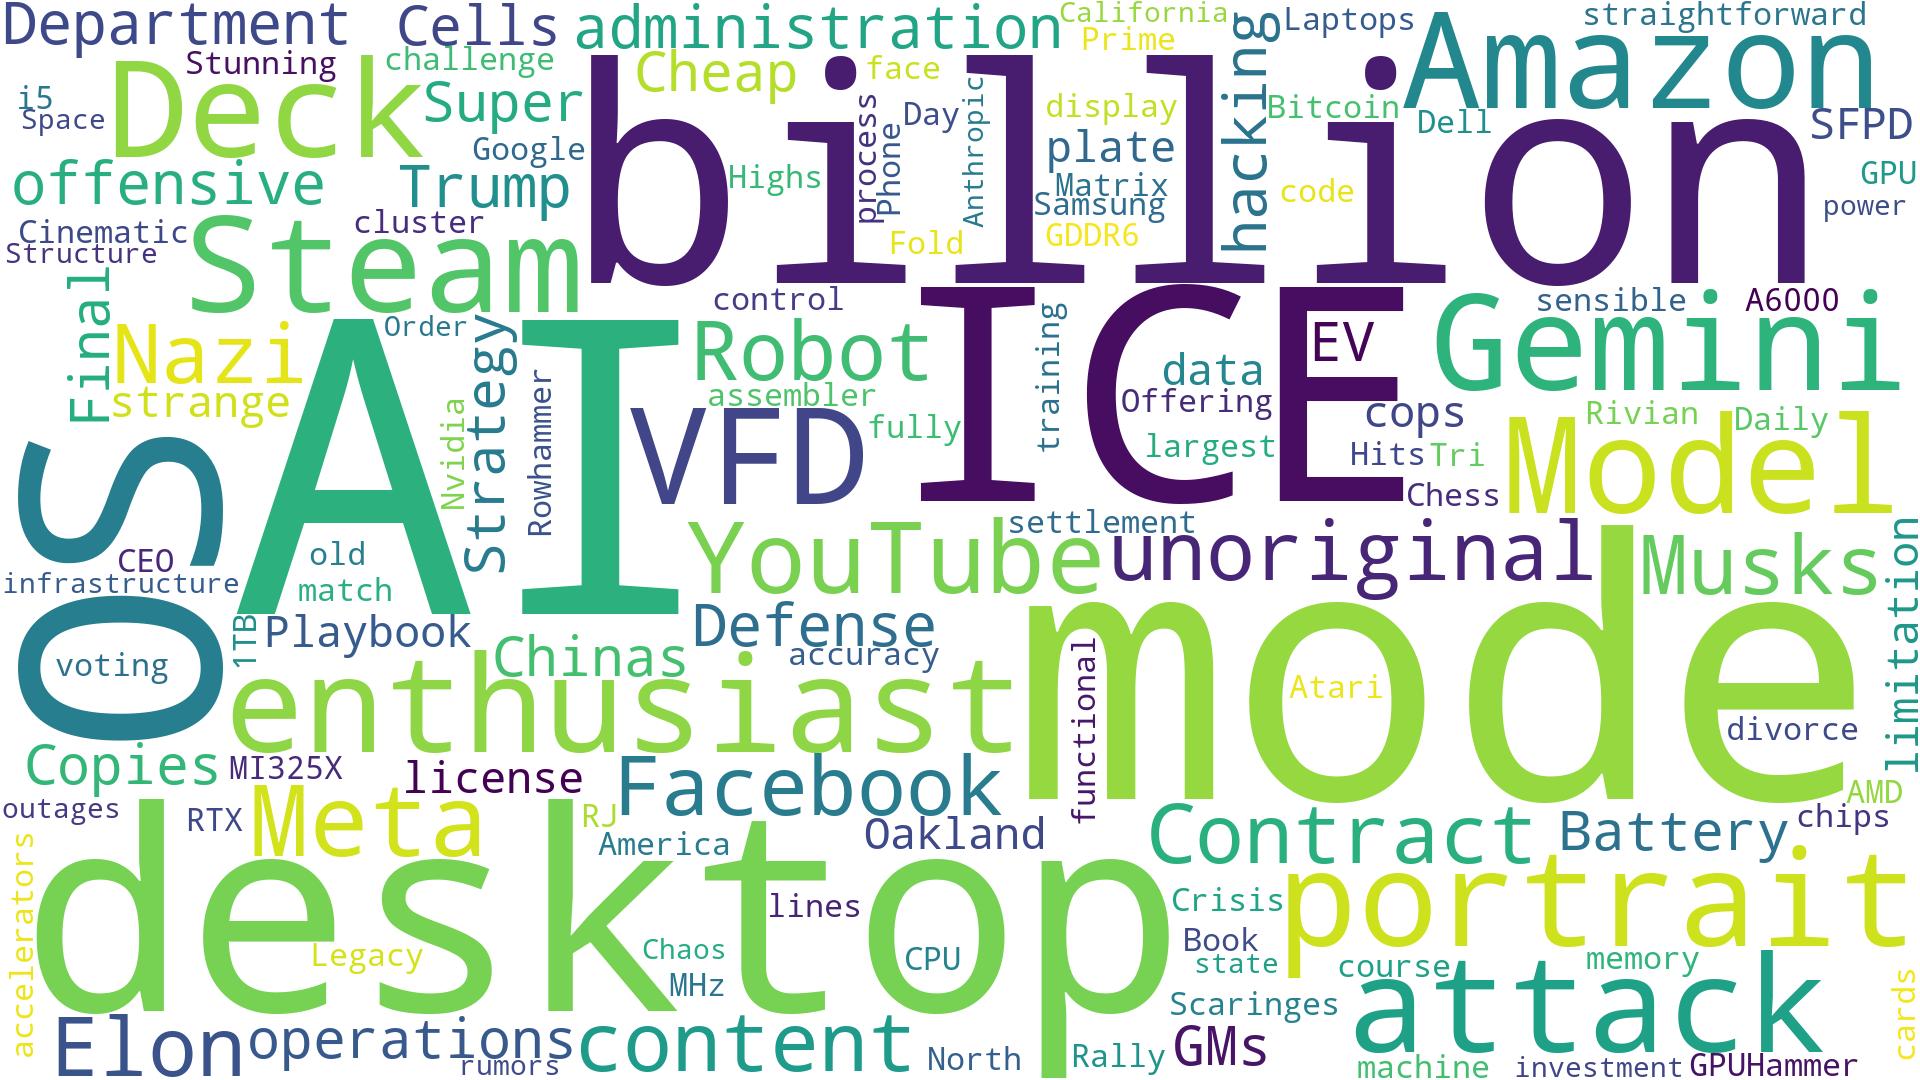 Department
Cells
administration
California
Prime
hacking
Laptops
straightforward
Stunning
challenge
Cheap
face
Amazon
Deck
Super
billion
i5
Space
process
Day
Anthropic
display
Bitcoin
Dell
SFPD
Google
Phone
plate
offensive
Trump
Highs
Matrix
Samsung
code
GPU
power
Cinematic
Structure
cluster
Steam
Fold
GDDR6
Final
control
ICE
sensible
A6000
Order
Strategy
Nazi
AI
Robot
training
EV
Gemini
strange
Rowhammer
assembler
data
Offering
cops
Rivian
Daily
Nvidia
VFD
fully
largest
Hits
Tri
Model
Chess
OS
CEO
old
YouTube
settlement
unoriginal
Musks
limitation
infrastructure
match
mode
1TB
Playbook
Defense
voting
Chinas
accuracy
functional
enthusiast
Atari
divorce
Copies
MI325X
license
Facebook
AMD
outages
RTX
Meta
RJ
America
Oakland
Contract
Battery
chips
accelerators
desktop
lines
Crisis
portrait
Legacy
Chaos
CPU
Book
state
course
memory
MHz
Scaringes
attack
cards
Elon
operations
rumors
content
North
Rally
GMs
machine
investment
GPUHammer